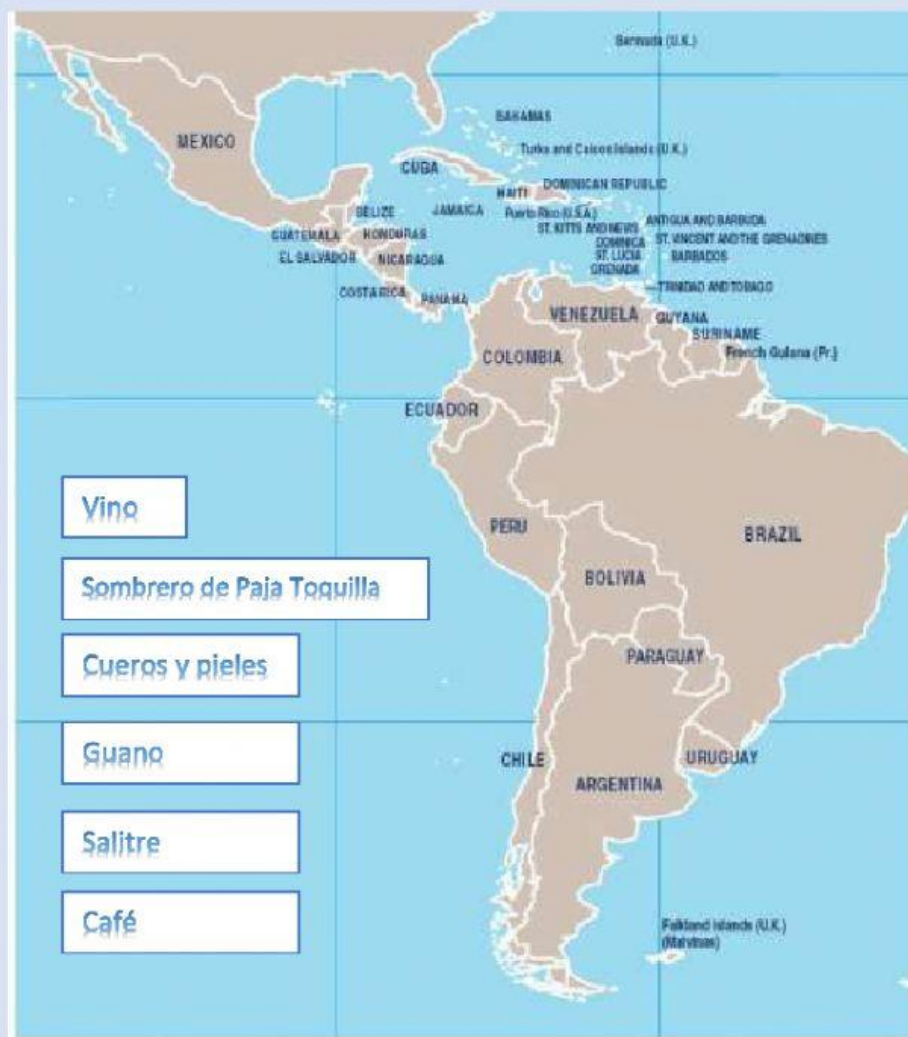 Bermuda (U.K.)
MEXICO
BAHAMAS
Turks and Caicos Islands (U.K.)
CUBA
HAITI
DOMINICAN REPUBLIC
BELIZE
JAMAICA
Puerto Rico (U.S.A.)
ANTIGUA AND BARBUDA
ST. KITTS AND NEVIS
GUATEMALA
HONDURAS
DOMINICA
ST. VINCENT AND THE GRENADINES
EL SALVADOR
NICARAGUA
ST. LUCIA
BARBADOS
GRENADA
COSTA RICA
PANAMA
TRINIDAD AND TOBAGO
VENEZUELA
GUYANA
SURINAME
COLOMBIA
French Guiana (Fr.)
ECUADOR
PERU
BRAZIL
BOLIVIA
PARAGUAY
CHILE
URUGUAY
ARGENTINA
Falkland Islands (U.K.)
(Malvinas)
Vino
Sombrero de Paja Toquilla
Cueros y pieles
Guano
Salitre
Café